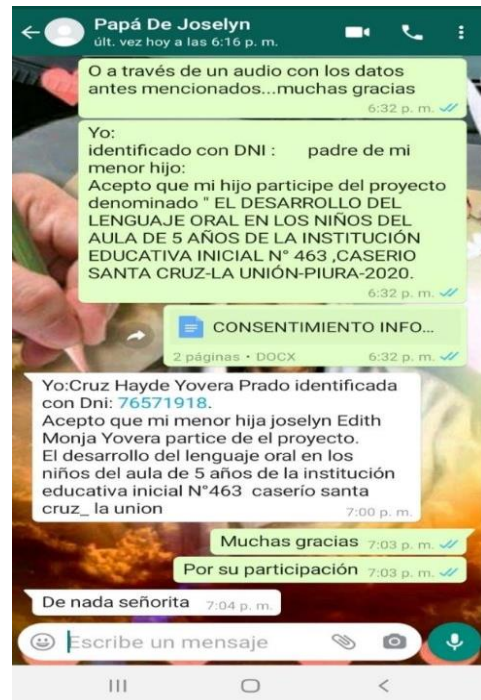 Papá De Joselyn
últ. vez hoy a las 6:16 p. m.
O a través de un audio con los datos
antes mencionados...muchas gracias
6:32 p. m.
Yo:
identificado con DNI : padre de mi
menor hijo:
Acepto que mi hijo participe del proyecto
denominado " EL DESARROLLO DEL
LENGUAJE ORAL EN LOS NIÑOS DEL
AULA DE 5 AÑOS DE LA INSTITUCIÓN
EDUCATIVA INICIAL N° 463 ,CASERIO
SANTA CRUZ-LA UNIÓN-PIURA-2020.
6:32 p. m.
CONSENTIMIENTO INFO...
2 páginas • DOCX 6:32 p. m.
Yo:Cruz Hayde Yovera Prado identificada
con Dni: 76571918.
Acepto que mi menor hija joselyn Edith
Monja Yovera partice de el proyecto.
El desarrollo del lenguaje oral en los
niños del aula de 5 años de la institución
educativa inicial N°463 caserío santa
cruz_ la union
7:00 p. m.
Muchas gracias 7:03 p. m.
Por su participación 7:03 p. m.
De nada señorita 7:04 p. m.
Escribe un mensaje